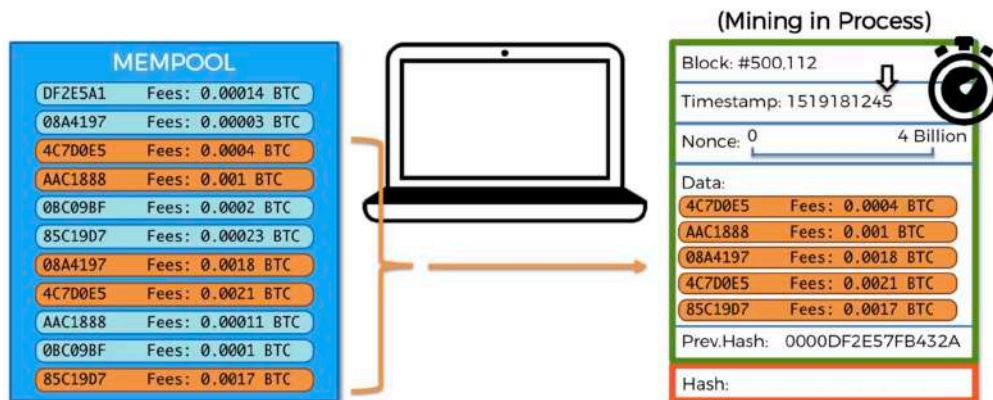 MEMPOOL
DF2E5A1 Fees: 0.00014 BTC
08A4197 Fees: 0.00003 BTC
4C7D0E5 Fees: 0.0004 BTC
AAC1888 Fees: 0.001 BTC
0BC09BF Fees: 0.0002 BTC
85C19D7 Fees: 0.00023 BTC
08A4197 Fees: 0.0018 BTC
4C7D0E5 Fees: 0.0021 BTC
AAC1888 Fees: 0.00011 BTC
0BC09BF Fees: 0.0001 BTC
85C19D7 Fees: 0.0017 BTC
(Mining in Process)
Block: #500,112
Timestamp: 1519181245
Nonce: 0 4 Billion
Data:
4C7D0E5 Fees: 0.0004 BTC
AAC1888 Fees: 0.001 BTC
08A4197 Fees: 0.0018 BTC
4C7D0E5 Fees: 0.0021 BTC
85C19D7 Fees: 0.0017 BTC
Prev.Hash: 0000DF2E57FB432A
Hash: